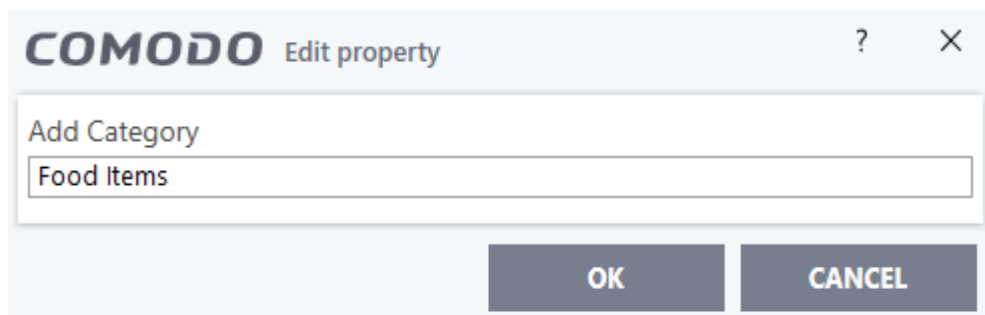 COMODO Edit property ? ×
Add Category
Food Items
OK CANCEL